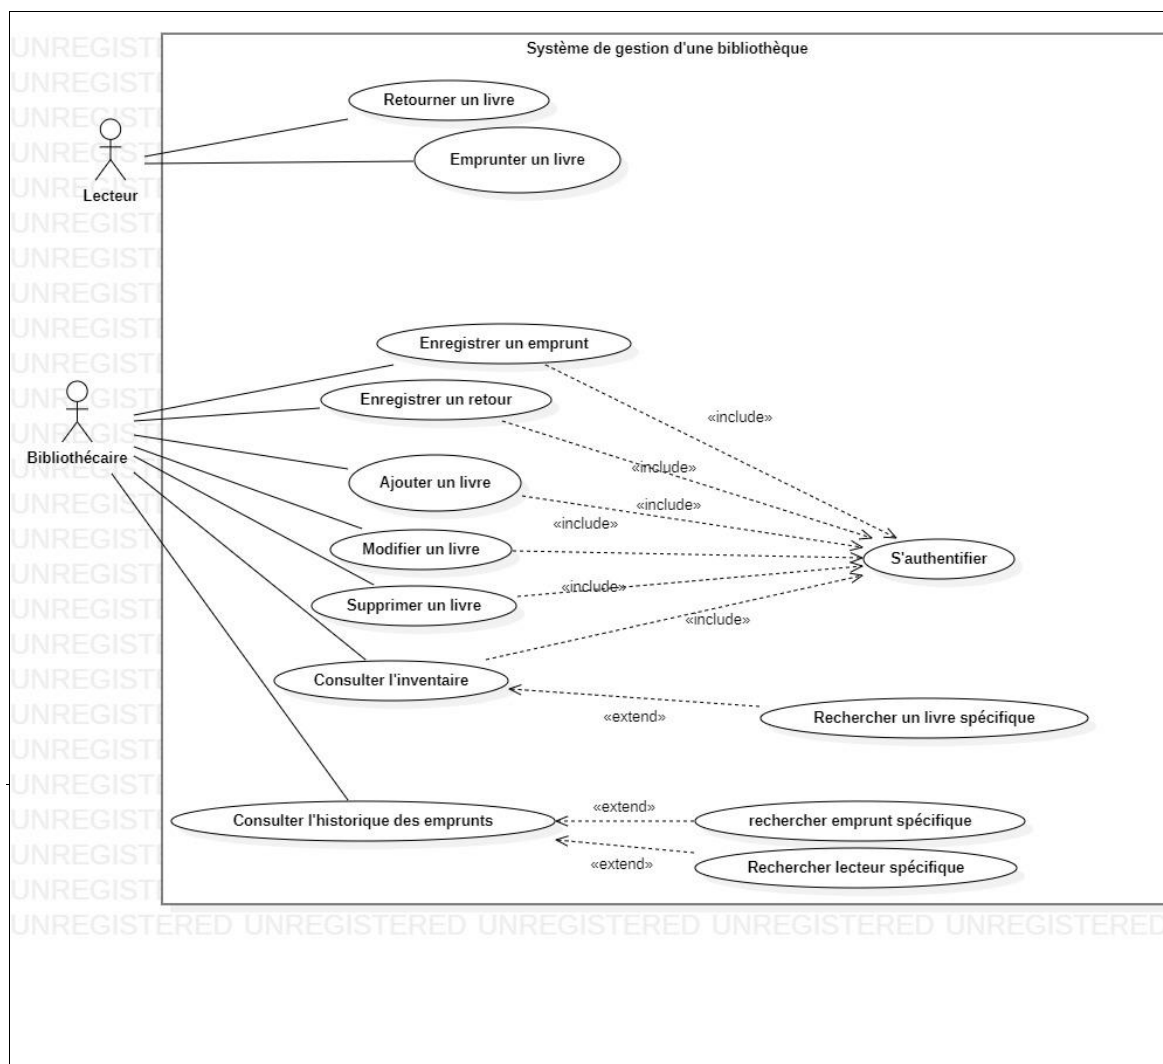 Système de gestion d'une bibliothèque
Retourner un livre
Emprunter un livre
Lecteur
Enregistrer un emprunt
Enregistrer un retour
«include»
Bibliothécaire
«include»
Ajouter un livre
«include»
«include»
Modifier un livre
S'authentifier
«include»
Supprimer un livre
«include»
Consulter l'inventaire
«extend»
Rechercher un livre spécifique
«extend»
Consulter l'historique des emprunts
rechercher emprunt spécifique
«extend»
Rechercher lecteur spécifique
UNREGISTERED UNREGISTERED UNREGISTERED UNREGISTERED UNREGISTERED